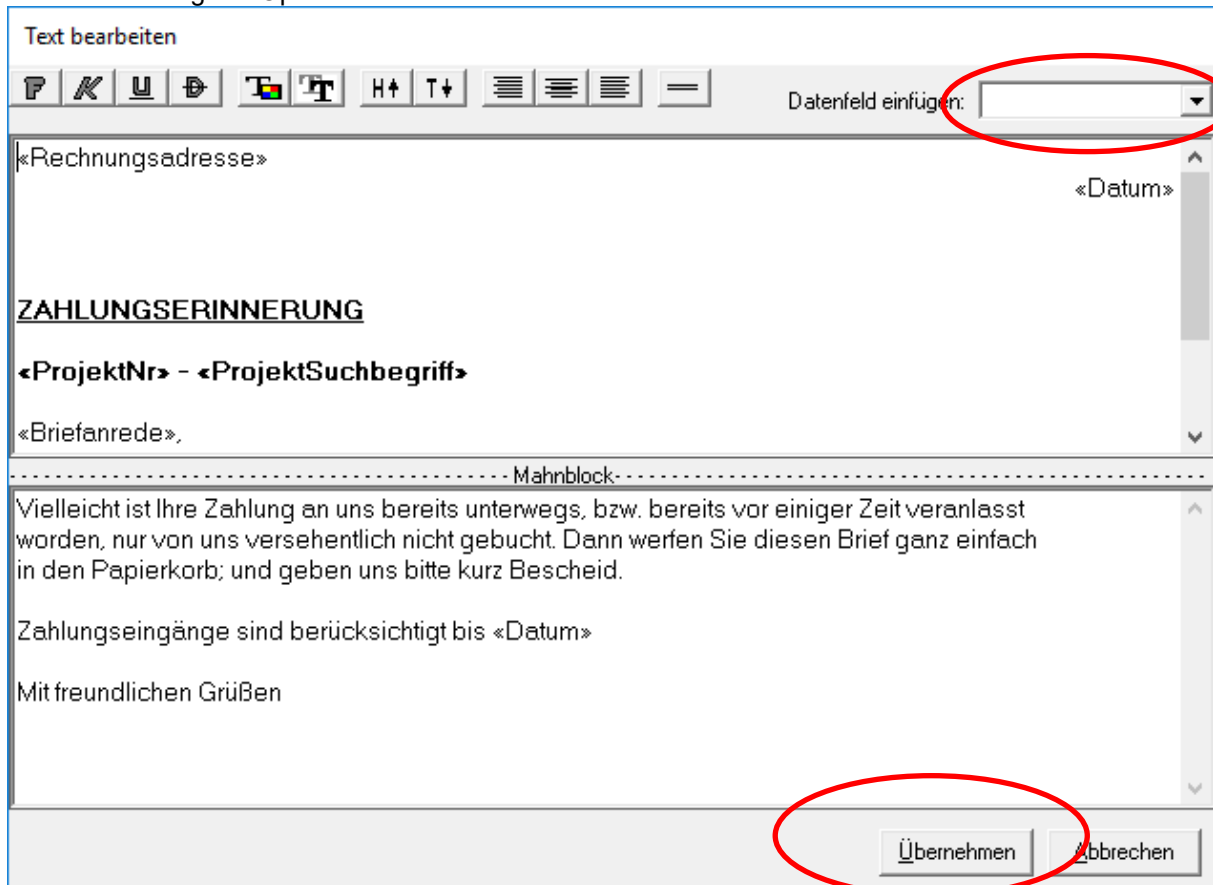 Text bearbeiten
F K U D T T H T Datenfeld einfügen:
«Rechnungsadresse»
«Datum»
ZAHLUNGSERINNERUNG
«ProjektNr» - «ProjektSuchbegriff»
«Briefanrede»,
Mahnblock
Vielleicht ist Ihre Zahlung an uns bereits unterwegs, bzw. bereits vor einiger Zeit veranlasst
worden, nur von uns versehentlich nicht gebucht. Dann werfen Sie diesen Brief ganz einfach
in den Papierkorb; und geben uns bitte kurz Bescheid.
Zahlungseingänge sind berücksichtigt bis «Datum»
Mit freundlichen Grüßen
Übernehmen Abbrechen